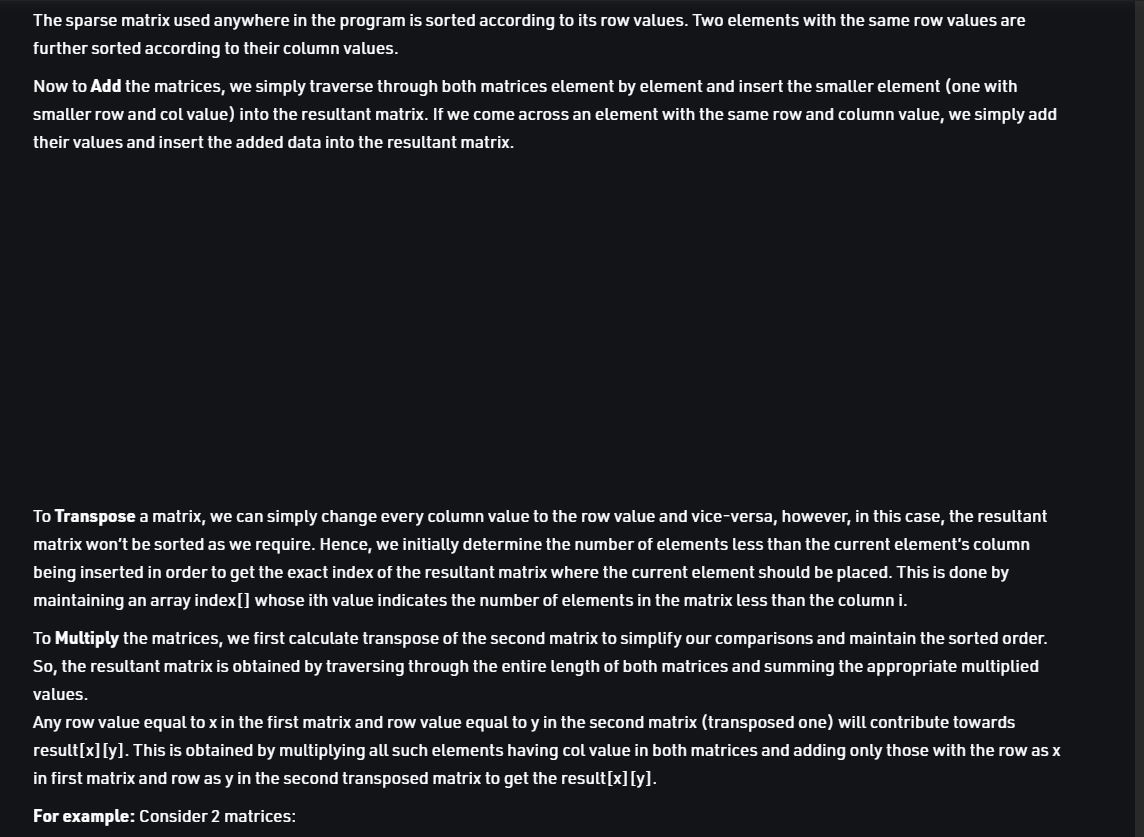 The sparse matrix used anywhere in the program is sorted according to its row values. Two elements with the same row values are
further sorted according to their column values.
Now to Add the matrices, we simply traverse through both matrices element by element and insert the smaller element (one with
smaller row and col value) into the resultant matrix. If we come across an element with the same row and column value, we simply add
their values and insert the added data into the resultant matrix.
To Transpose a matrix, we can simply change every column value to the row value and vice-versa, however, in this case, the resultant
matrix won't be sorted as we require. Hence, we initially determine the number of elements less than the current element's column
being inserted in order to get the exact index of the resultant matrix where the current element should be placed. This is done by
maintaining an array index[] whose ith value indicates the number of elements in the matrix less than the column i.
To Multiply the matrices, we first calculate transpose of the second matrix to simplify our comparisons and maintain the sorted order.
So, the resultant matrix is obtained by traversing through the entire length of both matrices and summing the appropriate multiplied
values.
Any row value equal to x in the first matrix and row value equal to y in the second matrix (transposed one) will contribute towards
result[x][y]. This is obtained by multiplying all such elements having col value in both matrices and adding only those with the row as x
in first matrix and row as y in the second transposed matrix to get the result[x][y].
For example: Consider 2 matrices: